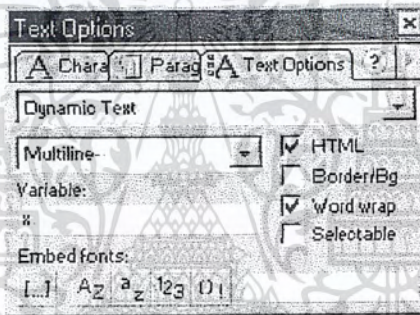 Text Options
Chara Parag Text Options ?
Dynamic Text
Multiline
HTML
Border/Bg
Variable:
Word wrap
x
Selectable
Embed fonts:
[...] Az az 123 ()!